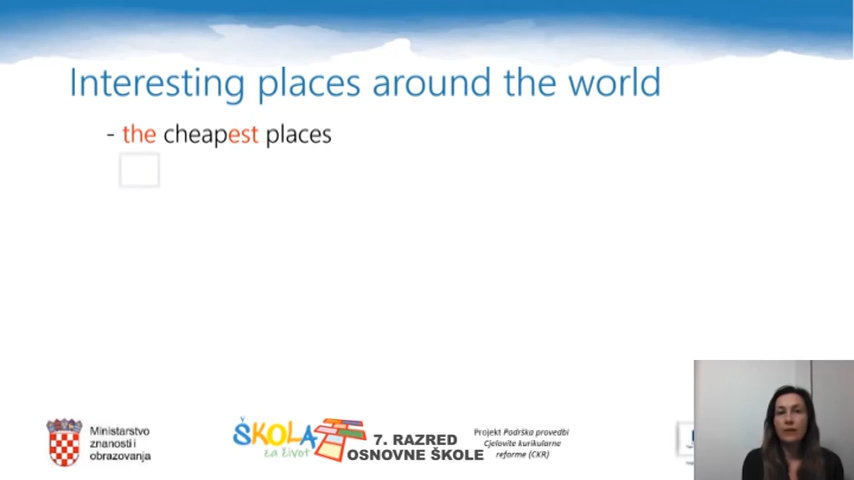 Interesting places around the world
- the cheapest places
Ministarstvo
znanosti i
obrazovanja
ŠKOLA
za život
7. RAZRED
OSNOVNE ŠKOLE
Projekt Podrška provedbi
Cjelovite kurikularne
reforme (CKR)